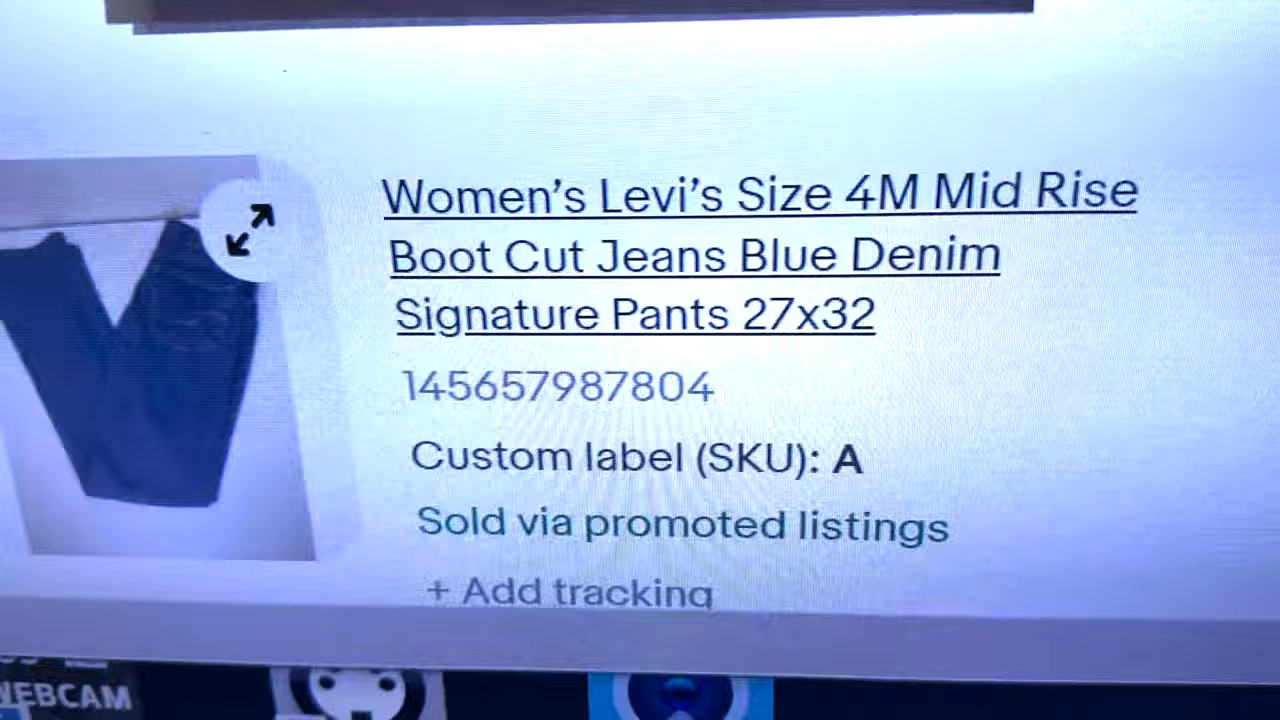 Women's Levi's Size 4M Mid Rise
Boot Cut Jeans Blue Denim
Signature Pants 27x32
145657987804
Custom label (SKU): A
Sold via promoted listings
+ Add tracking
WEBCAM